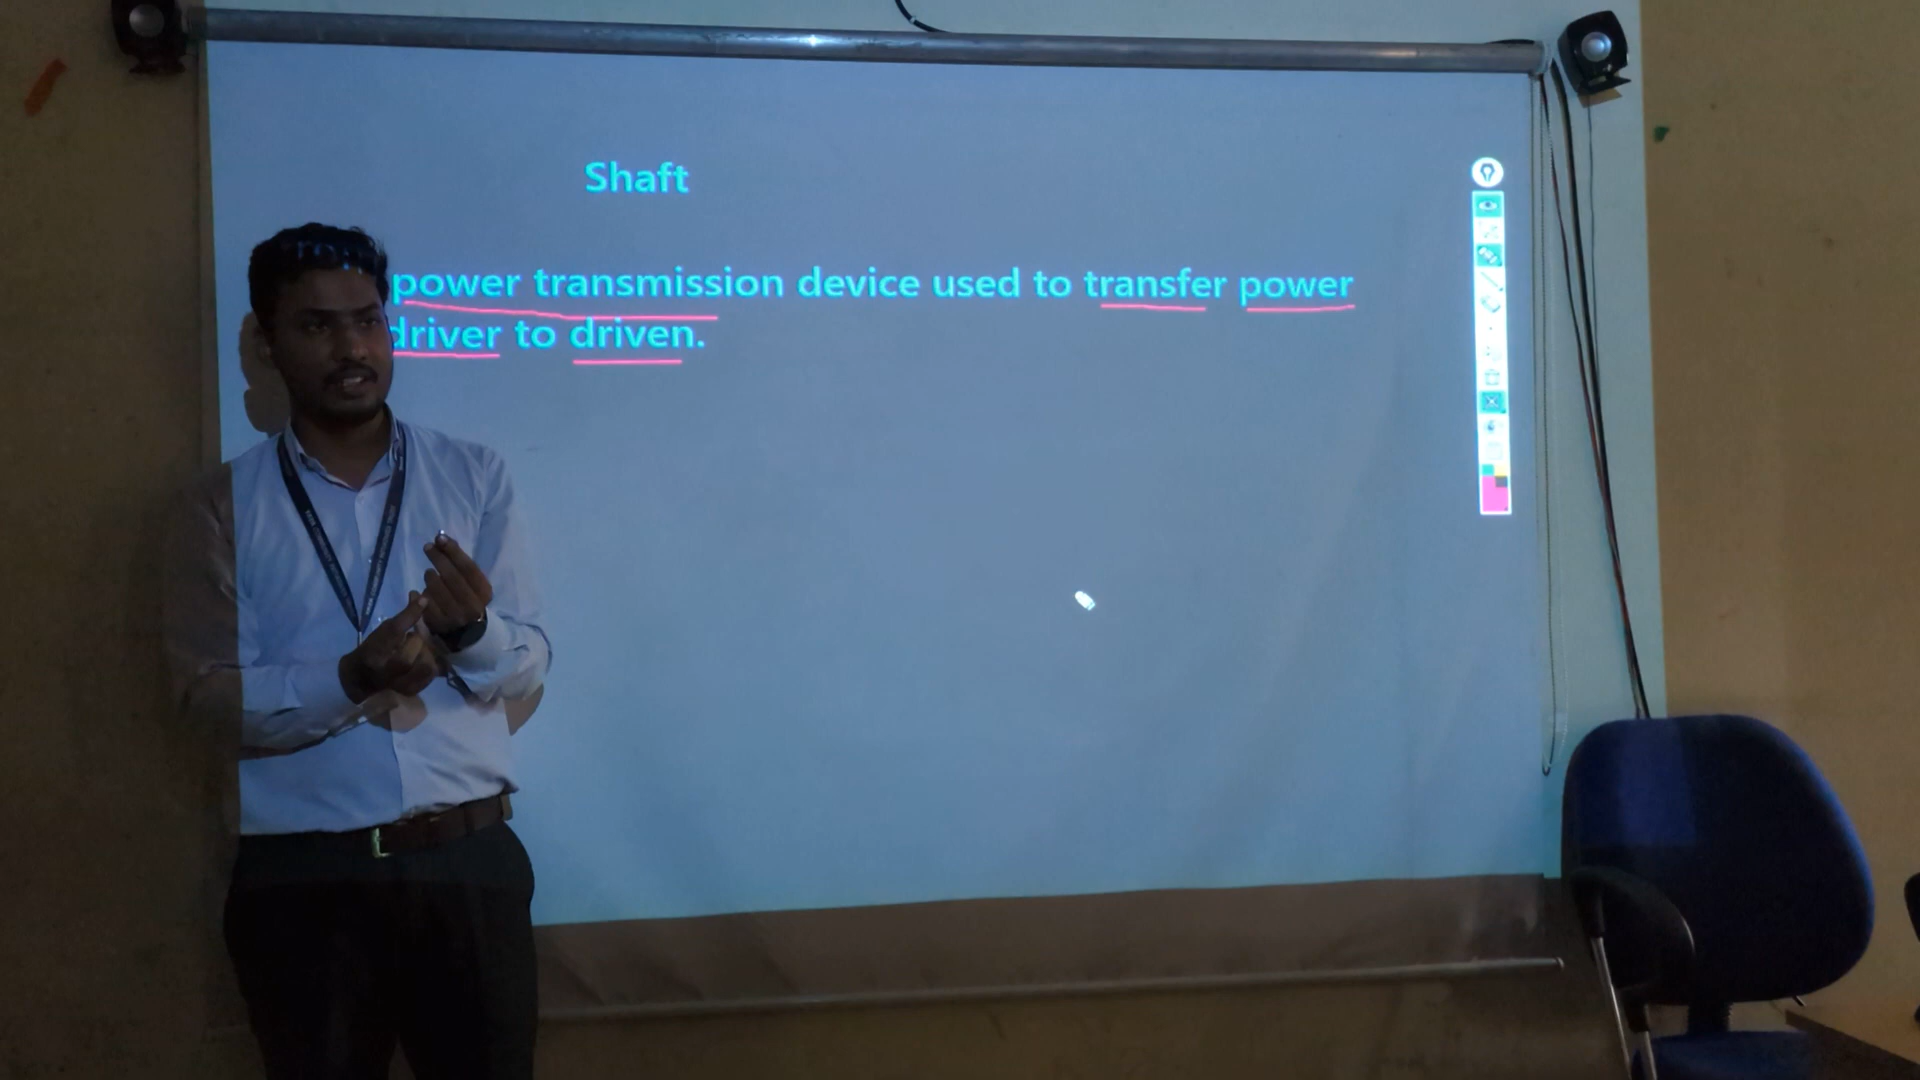 Shaft
power transmission device used to transfer power
driver to driven.